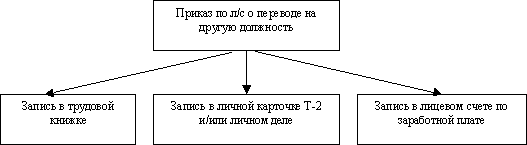 Приказ по л/с о переводе на
другую должность
Запись в трудовой
книжке
Запись в личной карточке Т-2
и/или личном деле
Запись в лицевом счете по
заработной плате